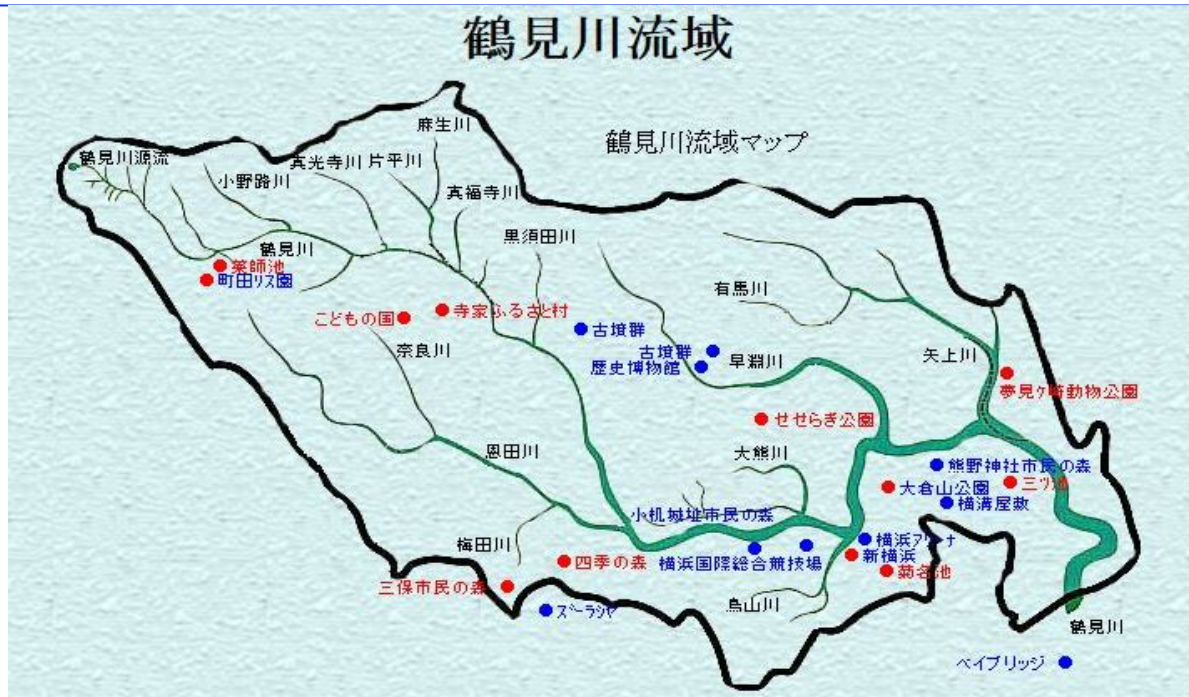 鶴見川流域
鶴見川流域マップ
麻生川
鶴見川源流
真光寺川
片平川
小野路川
真福寺川
黒須田川
鶴見川
薬師池
町田リス園
有馬川
こどもの国
寺家ふるさと村
古墳群
奈良川
古墳群
歴史博物館
早淵川
矢上川
夢見ヶ崎動物公園
せせらぎ公園
恩田川
大熊川
熊野神社市民の森
大倉山公園
三ツ池
横溝屋敷
小机城址市民の森
梅田川
横浜アリーナ
四季の森
横浜国際総合競技場
新横浜
菊名池
三保市民の森
ズーラシヤ
鳥山川
鶴見川
ベイブリッジ